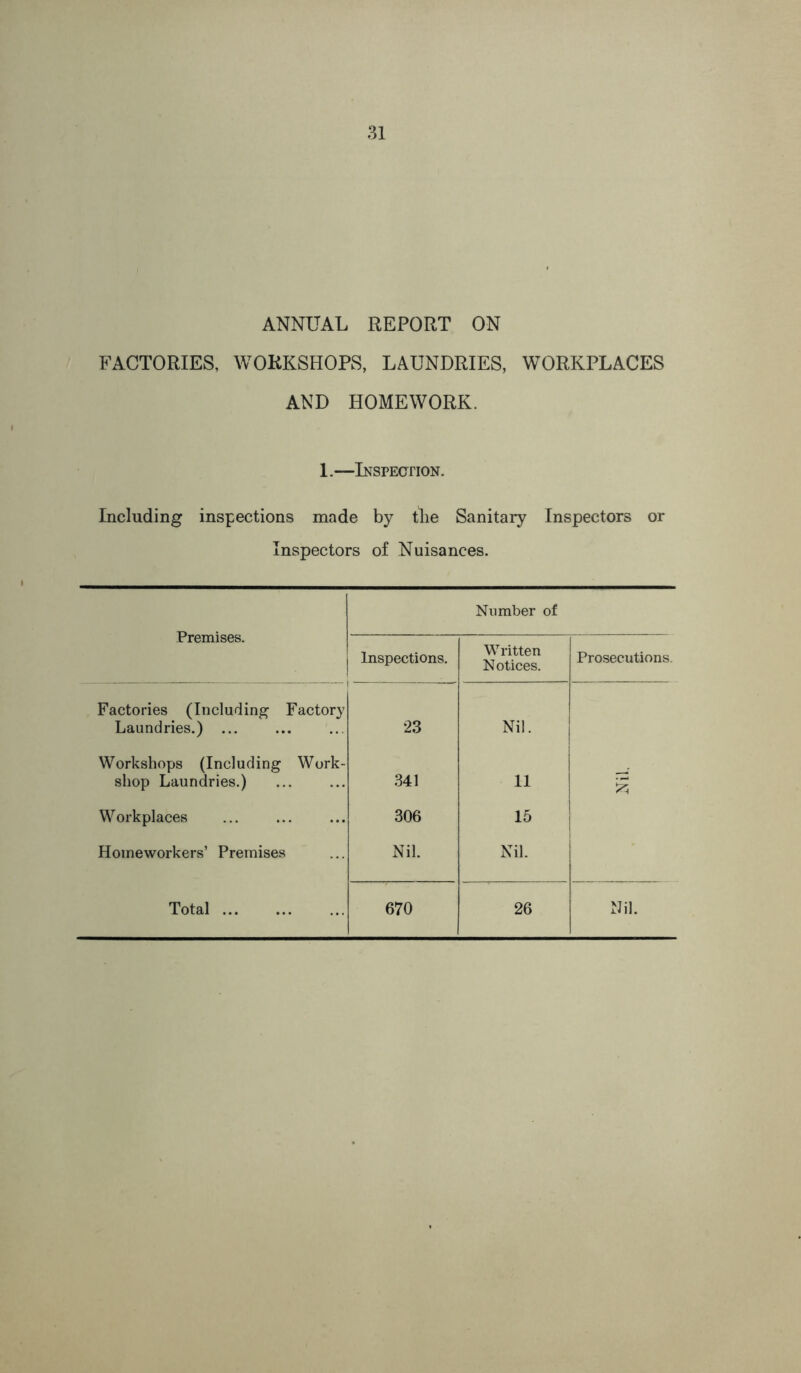 31
ANNUAL REPORT ON
FACTORIES, WORKSHOPS, LAUNDRIES, WORKPLACES
AND HOMEWORK.
1.—INSPECTION.
Including inspections made by the Sanitary Inspectors or
Inspectors of Nuisances.
Premises.
Number of
Inspections.
Written
Notices.
Prosecutions.
Factories (Including Factory
Laundries.) ... ... ... 23 Nil.
Workshops (Including Work-
shop Laundries.) ... ... 341 11
Nil.
Workplaces ... ... ... 306 15
Homeworkers' Premises ... Nil. Nil.
Total ... ... ... 670 26 Nil.